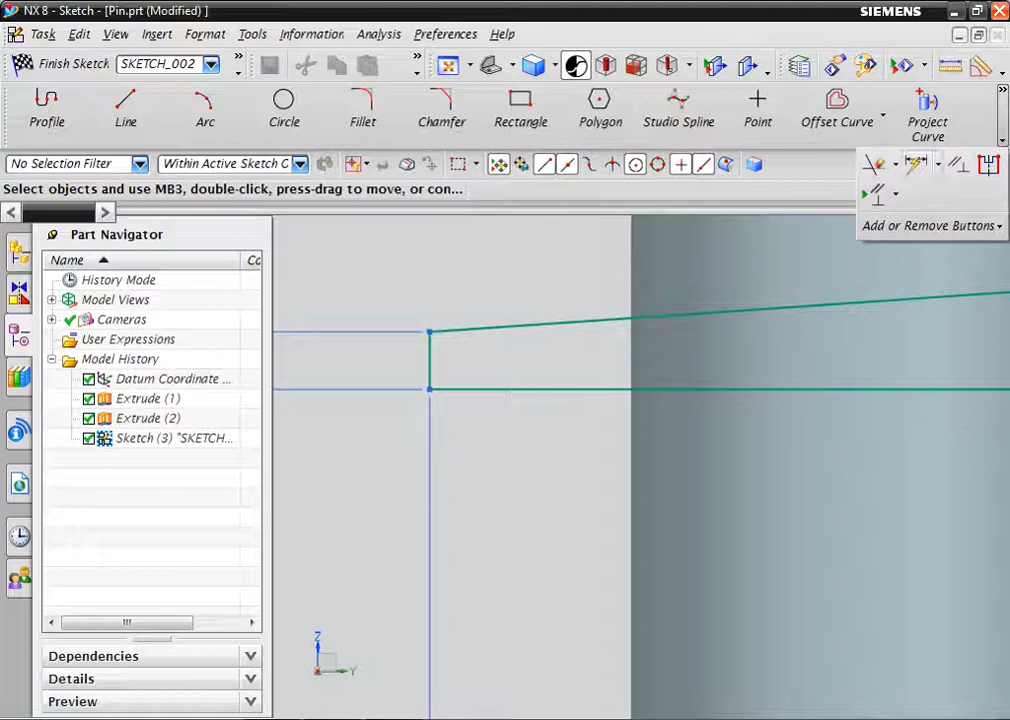 NX 8 - Sketch - [Pin.prt (Modified) ]
SIEMENS
Task Edit View Insert Format Tools Information Analysis Preferences Help
Finish Sketch SKETCH_002
Profile Line Arc Circle Fillet Chamfer Rectangle Polygon Studio Spline Point Offset Curve Project Curve
No Selection Filter Within Active Sketch C
Select objects and use MB3, double-click, press-drag to move, or con...
Add or Remove Buttons
Part Navigator
Name Co
History Mode
Model Views
Cameras
User Expressions
Model History
Datum Coordinate ...
Extrude (1)
Extrude (2)
Sketch (3) "SKETCH...
Dependencies
Details
Preview
Z
Y